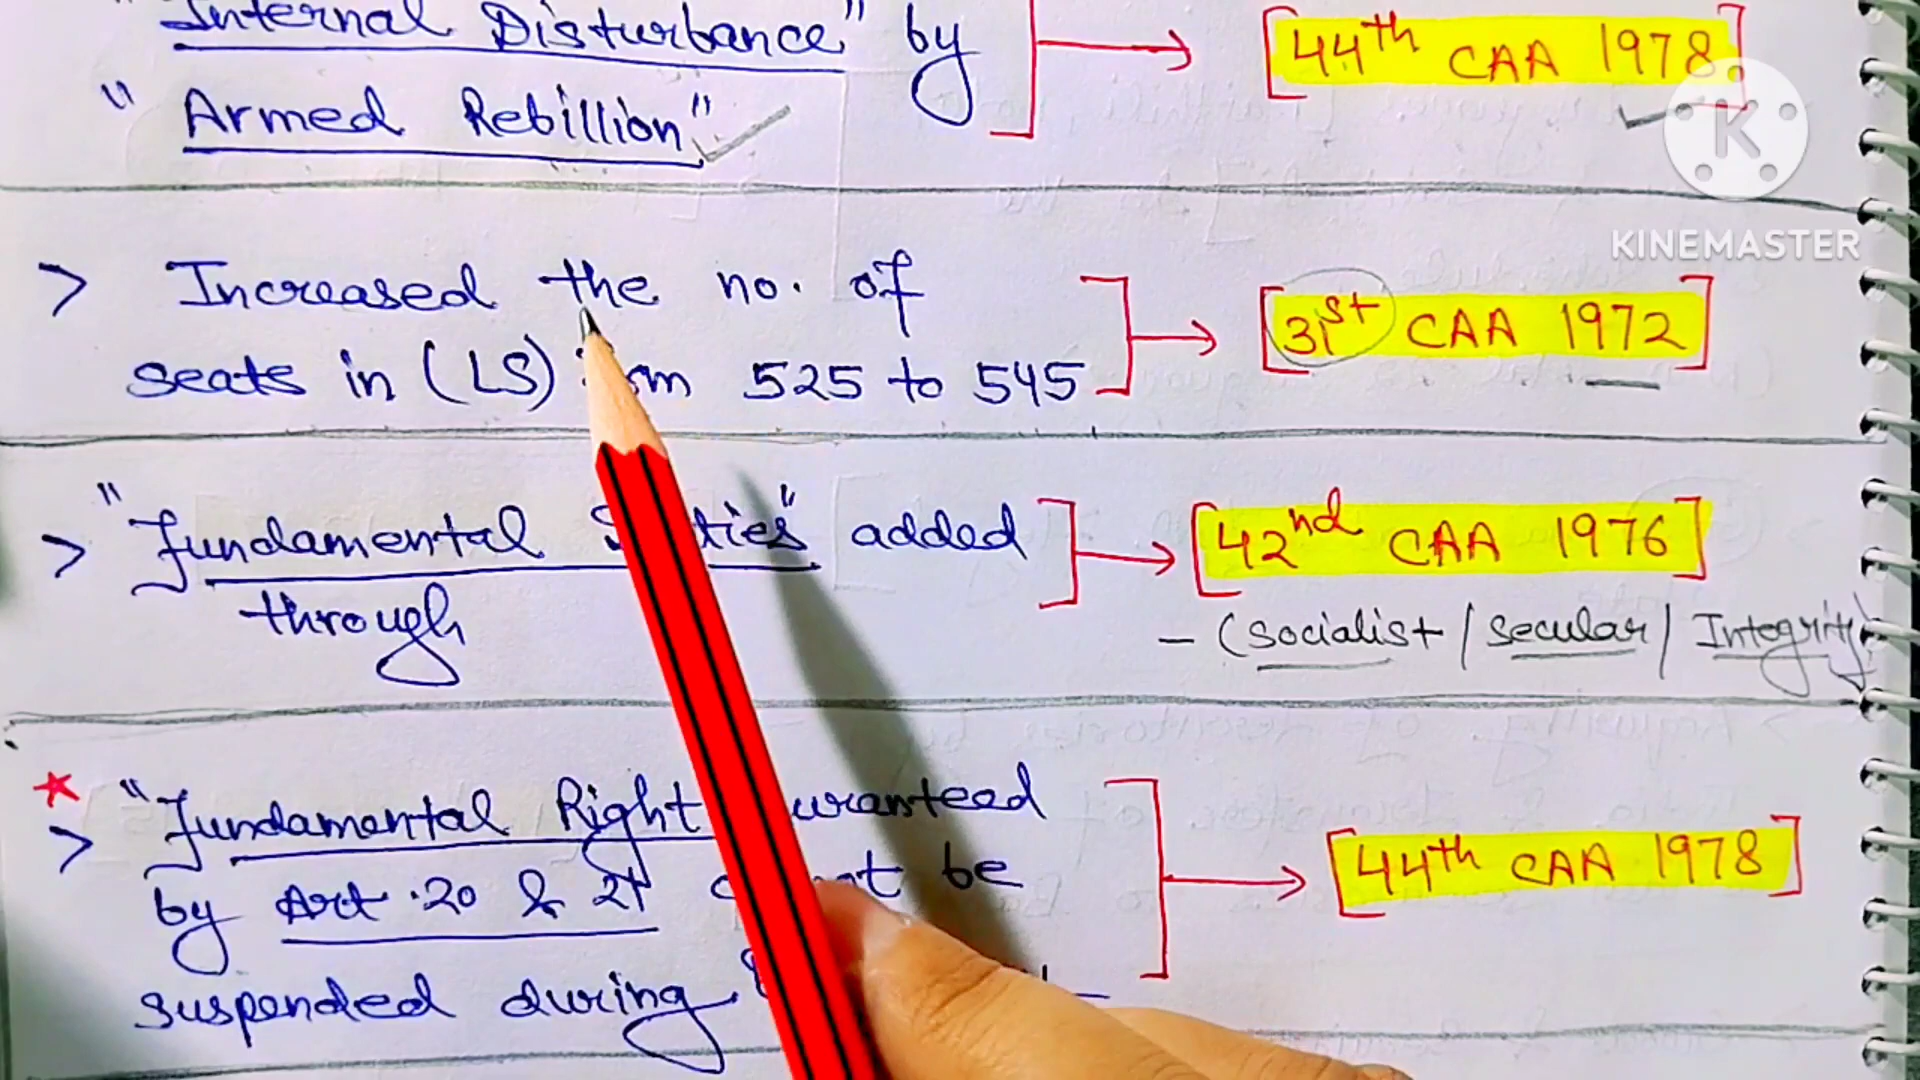 "Internal Disturbance" by
"Armed Rebillion"
[44th CAA 1978]
KINEMASTER
> Increased the no. of
seats in (LS) from 525 to 545
[31st CAA 1972]
> "Fundamental Duties" added
through
[42nd CAA 1976]
- (socialist / secular / Integrity)
> "Fundamental Right
by Art. 20 & 21 be
suspended during
[44th CAA 1978]